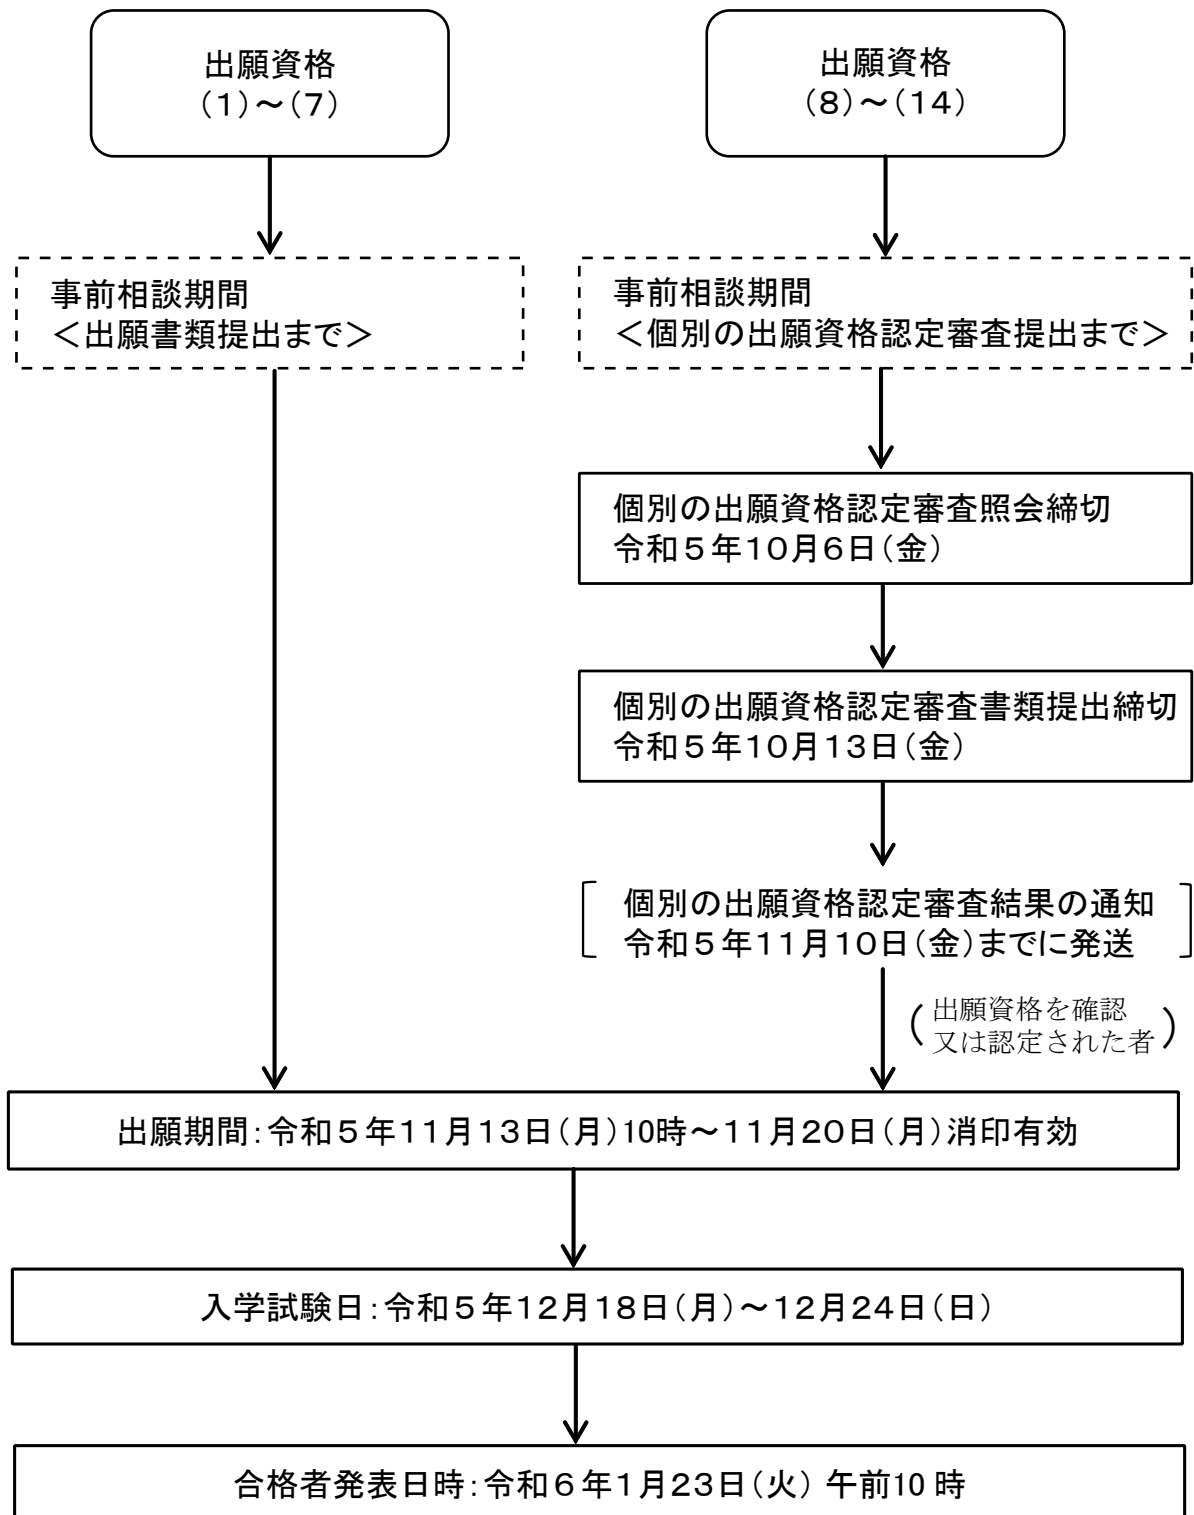 出願資格
(１)～(７)
事前相談期間
＜出願書類提出まで＞
出願資格
(８)～(１４)
事前相談期間
＜個別の出願資格認定審査提出まで＞
個別の出願資格認定審査照会締切
令和５年１０月６日(金)
個別の出願資格認定審査書類提出締切
令和５年１０月１３日(金)
個別の出願資格認定審査結果の通知
令和５年１１月１０日(金)までに発送
(出願資格を確認
又は認定された者)
出願期間:令和５年１１月１３日(月)10時～１１月２０日(月)消印有効
入学試験日:令和５年１２月１８日(月)～１２月２４日(日)
合格者発表日時:令和６年１月２３日(火) 午前10 時